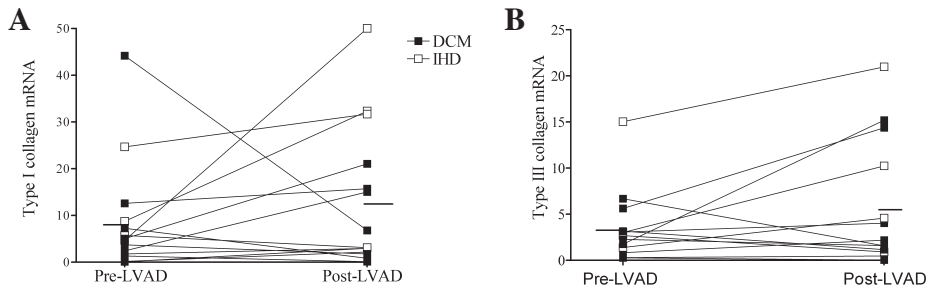 A
50
40
30
20
10
0
Type I collagen mRNA
Pre-LVAD
Post-LVAD
DCM
IHD
B
25
20
15
10
5
0
Type III collagen mRNA
Pre-LVAD
Post-LVAD